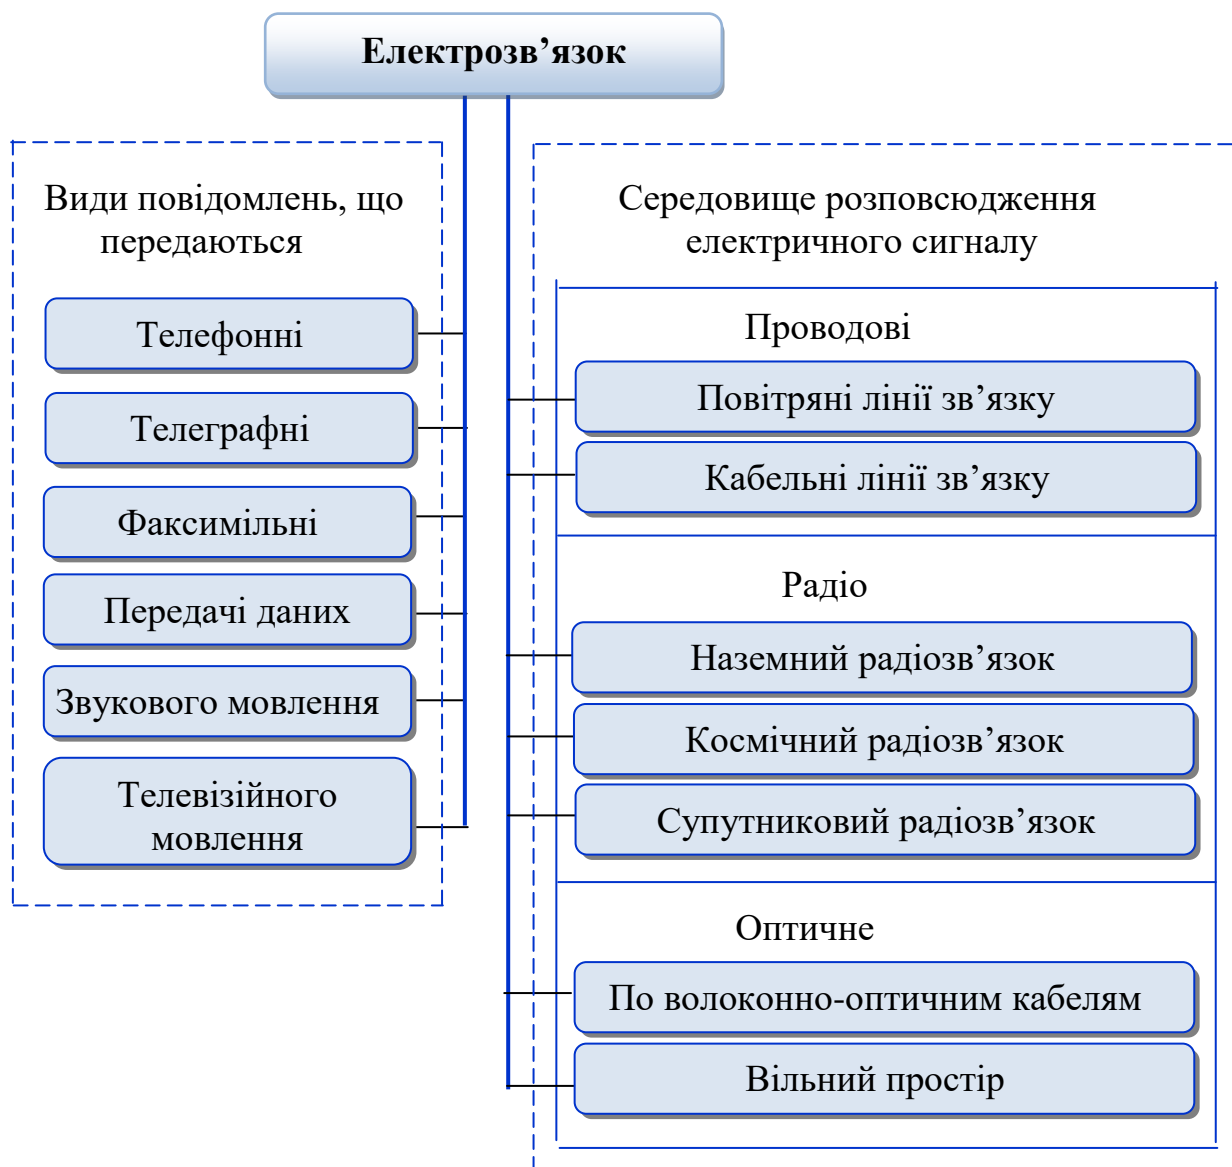 Електрозв’язок
Види повідомлень, що
передаються
Телефонні
Телеграфні
Факсимільні
Передачі даних
Звукового мовлення
Телевізійного
мовлення
Середовище розповсюдження
електричного сигналу
Проводові
Повітряні лінії зв’язку
Кабельні лінії зв’язку
Радіо
Наземний радіозв’язок
Космічний радіозв’язок
Супутниковий радіозв’язок
Оптичне
По волоконно-оптичним кабелям
Вільний простір